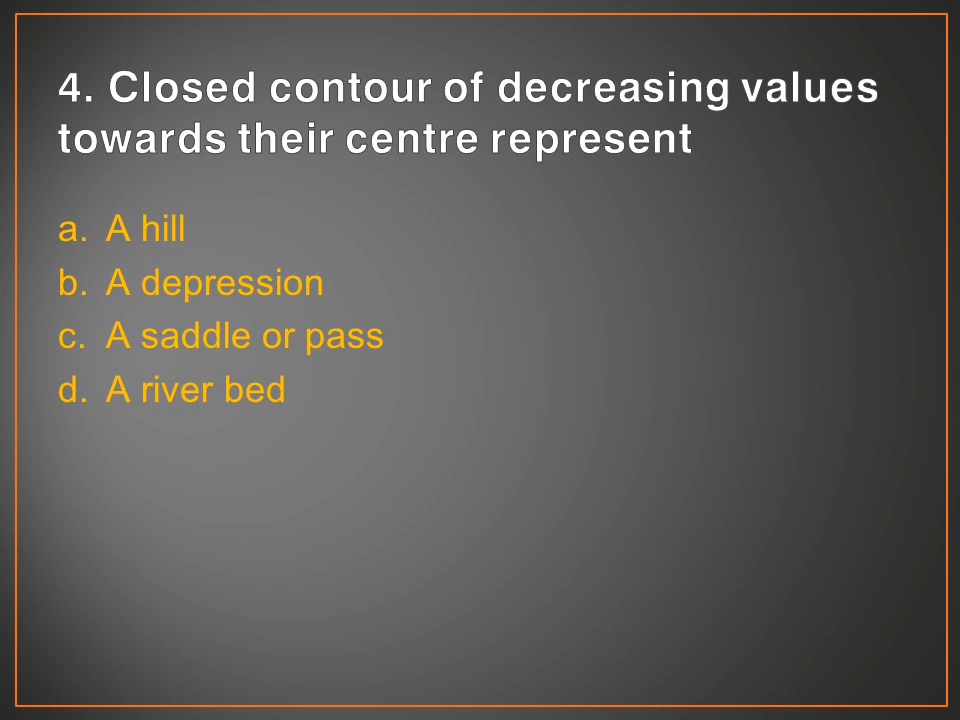 4. Closed contour of decreasing values
towards their centre represent
a. A hill
b. A depression
c. A saddle or pass
d. A river bed